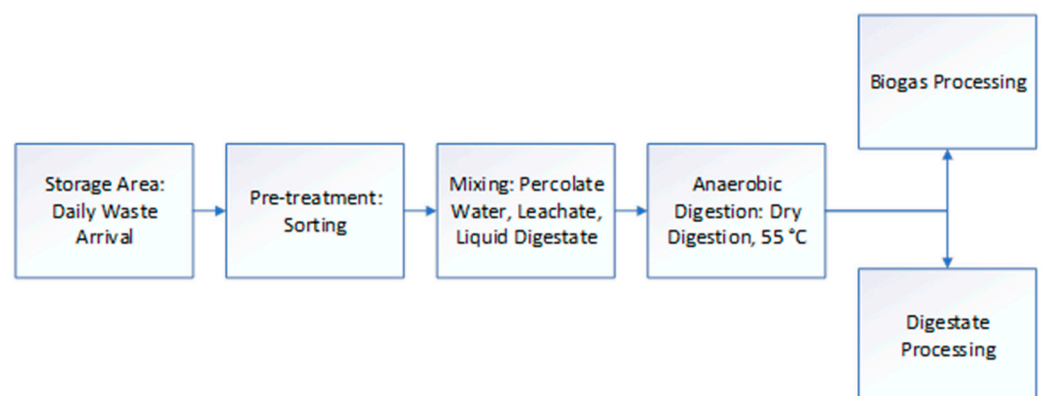 Storage Area:
Daily Waste
Arrival
Pre-treatment:
Sorting
Mixing: Percolate
Water, Leachate,
Liquid Digestate
Anaerobic
Digestion: Dry
Digestion, 55 °C
Biogas Processing
Digestate
Processing